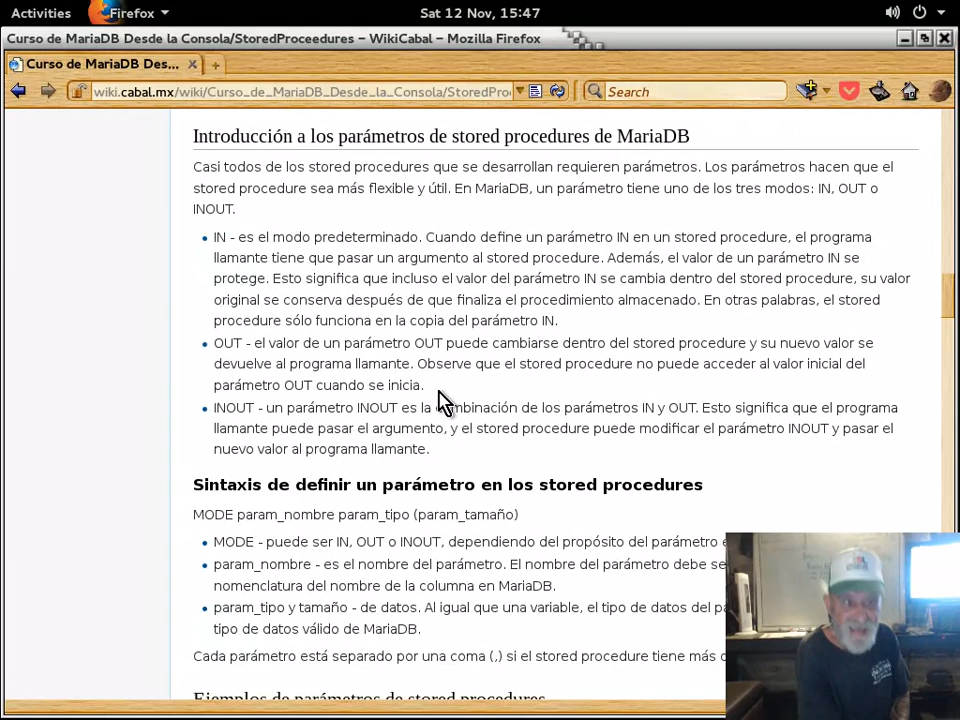 Activities Firefox Sat 12 Nov, 15:47
Curso de MariaDB Desde la Consola/StoredProceedures – WikiCabal – Mozilla Firefox
Curso de MariaDB Des...
wiki.cabal.mx/wiki/Curso_de_MariaDB_Desde_la_Consola/StoredPro Search
Introducción a los parámetros de stored procedures de MariaDB
Casi todos de los stored procedures que se desarrollan requieren parámetros. Los parámetros hacen que el
stored procedure sea más flexible y útil. En MariaDB, un parámetro tiene uno de los tres modos: IN, OUT o
INOUT.
IN - es el modo predeterminado. Cuando define un parámetro IN en un stored procedure, el programa
llamante tiene que pasar un argumento al stored procedure. Además, el valor de un parámetro IN se
protege. Esto significa que incluso el valor del parámetro IN se cambia dentro del stored procedure, su valor
original se conserva después de que finaliza el procedimiento almacenado. En otras palabras, el stored
procedure sólo funciona en la copia del parámetro IN.
OUT - el valor de un parámetro OUT puede cambiarse dentro del stored procedure y su nuevo valor se
devuelve al programa llamante. Observe que el stored procedure no puede acceder al valor inicial del
parámetro OUT cuando se inicia.
INOUT - un parámetro INOUT es la combinación de los parámetros IN y OUT. Esto significa que el programa
llamante puede pasar el argumento, y el stored procedure puede modificar el parámetro INOUT y pasar el
nuevo valor al programa llamante.
Sintaxis de definir un parámetro en los stored procedures
MODE param_nombre param_tipo (param_tamaño)
MODE - puede ser IN, OUT o INOUT, dependiendo del propósito del parámetro
param_nombre - es el nombre del parámetro. El nombre del parámetro debe se
nomenclatura del nombre de la columna en MariaDB.
param_tipo y tamaño - de datos. Al igual que una variable, el tipo de datos del pa
tipo de datos válido de MariaDB.
Cada parámetro está separado por una coma (,) si el stored procedure tiene más
Ejemplos de parámetros de stored procedures